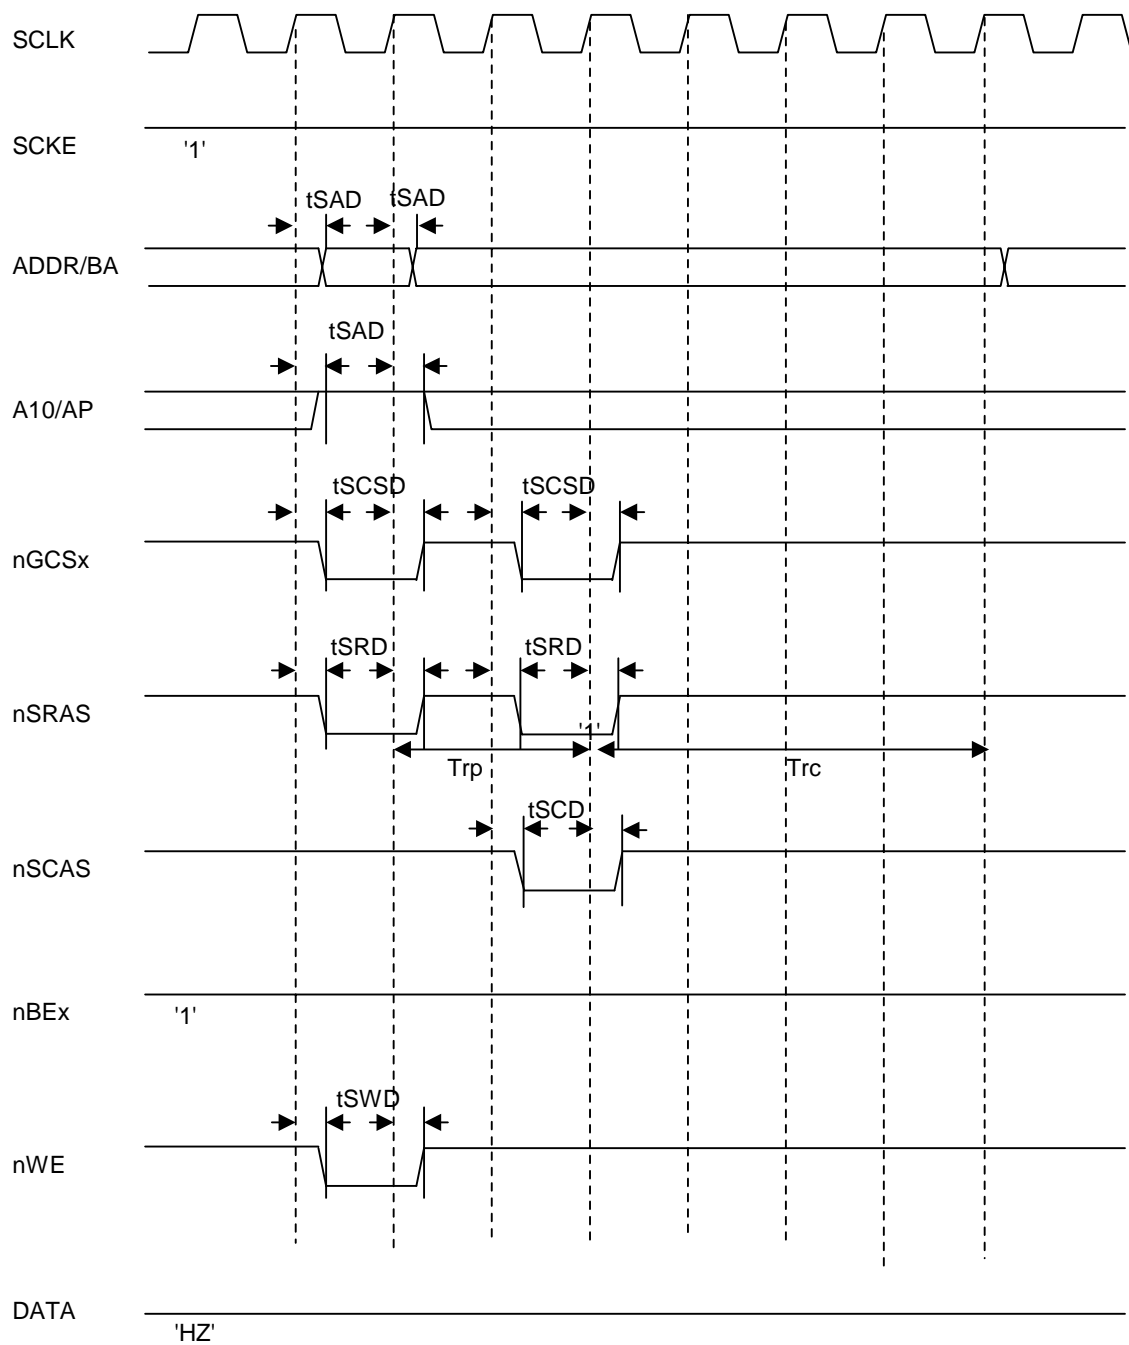 SCLK
SCKE
'1'
tSAD
tSAD
ADDR/BA
tSAD
A10/AP
tSCSD
tSCSD
nGCSx
tSRD
tSRD
nSRAS
'1'
Trp
Trc
tSCD
nSCAS
nBEx
'1'
tSWD
nWE
DATA
'HZ'